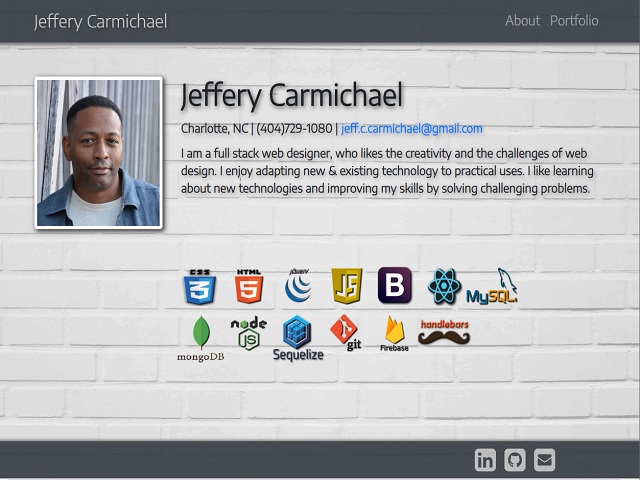 Jeffery Carmichael
About Portfolio
Jeffery Carmichael
Charlotte, NC | (404)729-1080 | jeff.c.carmichael@gmail.com
I am a full stack web designer, who likes the creativity and the challenges of web
design. I enjoy adapting new & existing technology to practical uses. I like learning
about new technologies and improving my skills by solving challenging problems.
CSS 3 HTML 5 jQuery JS B MySQL
mongoDB node JS Sequelize git Firebase handlebars
in